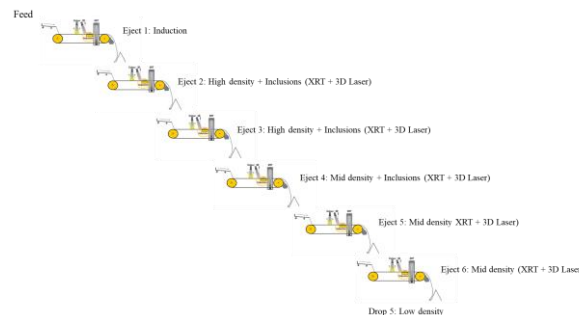 Feed
Eject 1: Induction
Eject 2: High density + Inclusions (XRT + 3D Laser)
Eject 3: High density + Inclusions (XRT + 3D Laser)
Eject 4: Mid density + Inclusions (XRT + 3D Laser)
Eject 5: Mid density XRT + 3D Laser)
Eject 6: Mid density (XRT + 3D Laser
Drop 5: Low density